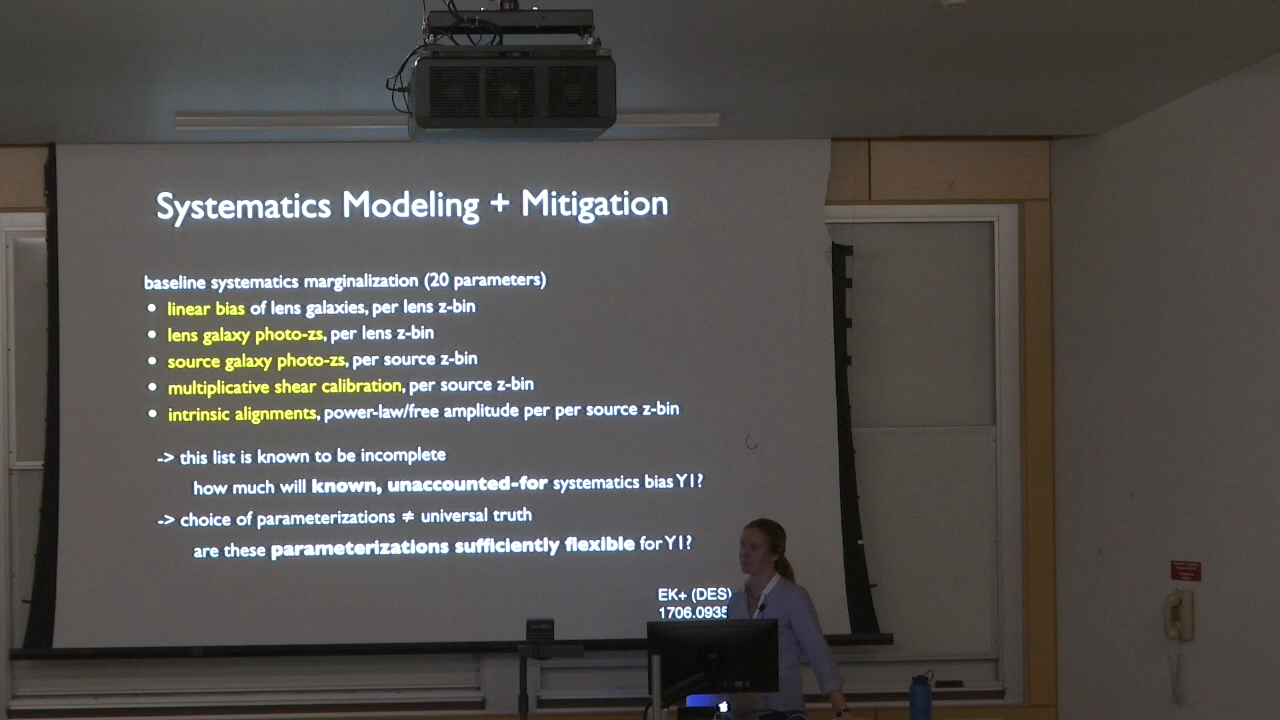 Systematics Modeling + Mitigation
baseline systematics marginalization (20 parameters)
• linear bias of lens galaxies, per lens z-bin
• lens galaxy photo-zs, per lens z-bin
• source galaxy photo-zs, per source z-bin
• multiplicative shear calibration, per source z-bin
• intrinsic alignments, power-law/free amplitude per per source z-bin
-> this list is known to be incomplete
how much will known, unaccounted-for systematics bias Y1?
-> choice of parameterizations ≠ universal truth
are these parameterizations sufficiently flexible for Y1?
EK+ (DES)
1706.0935